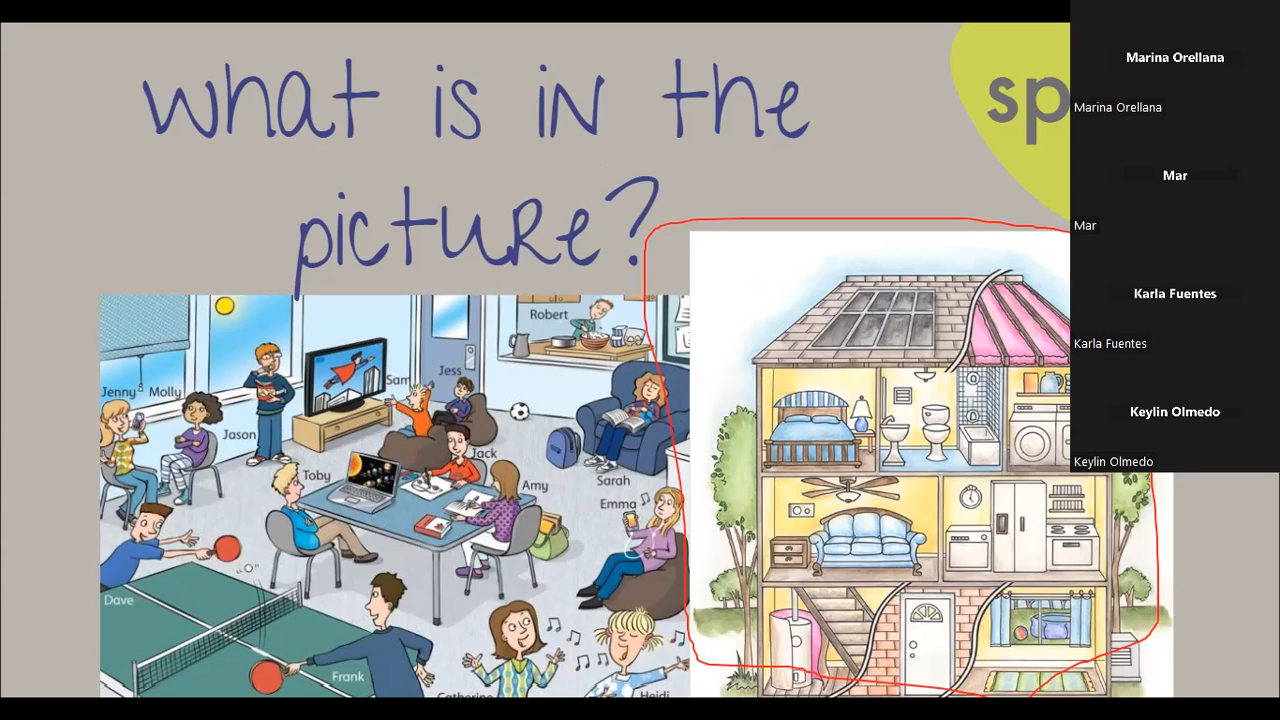 what is in the
picture?
sp
Robert
Jenny Molly
Sam
Jess
Jason
Jack
Toby
Amy
Sarah
Emma
Dave
Frank
Catherine
Heidi
Marina Orellana
Marina Orellana
Mar
Mar
Karla Fuentes
Karla Fuentes
Keylin Olmedo
Keylin Olmedo